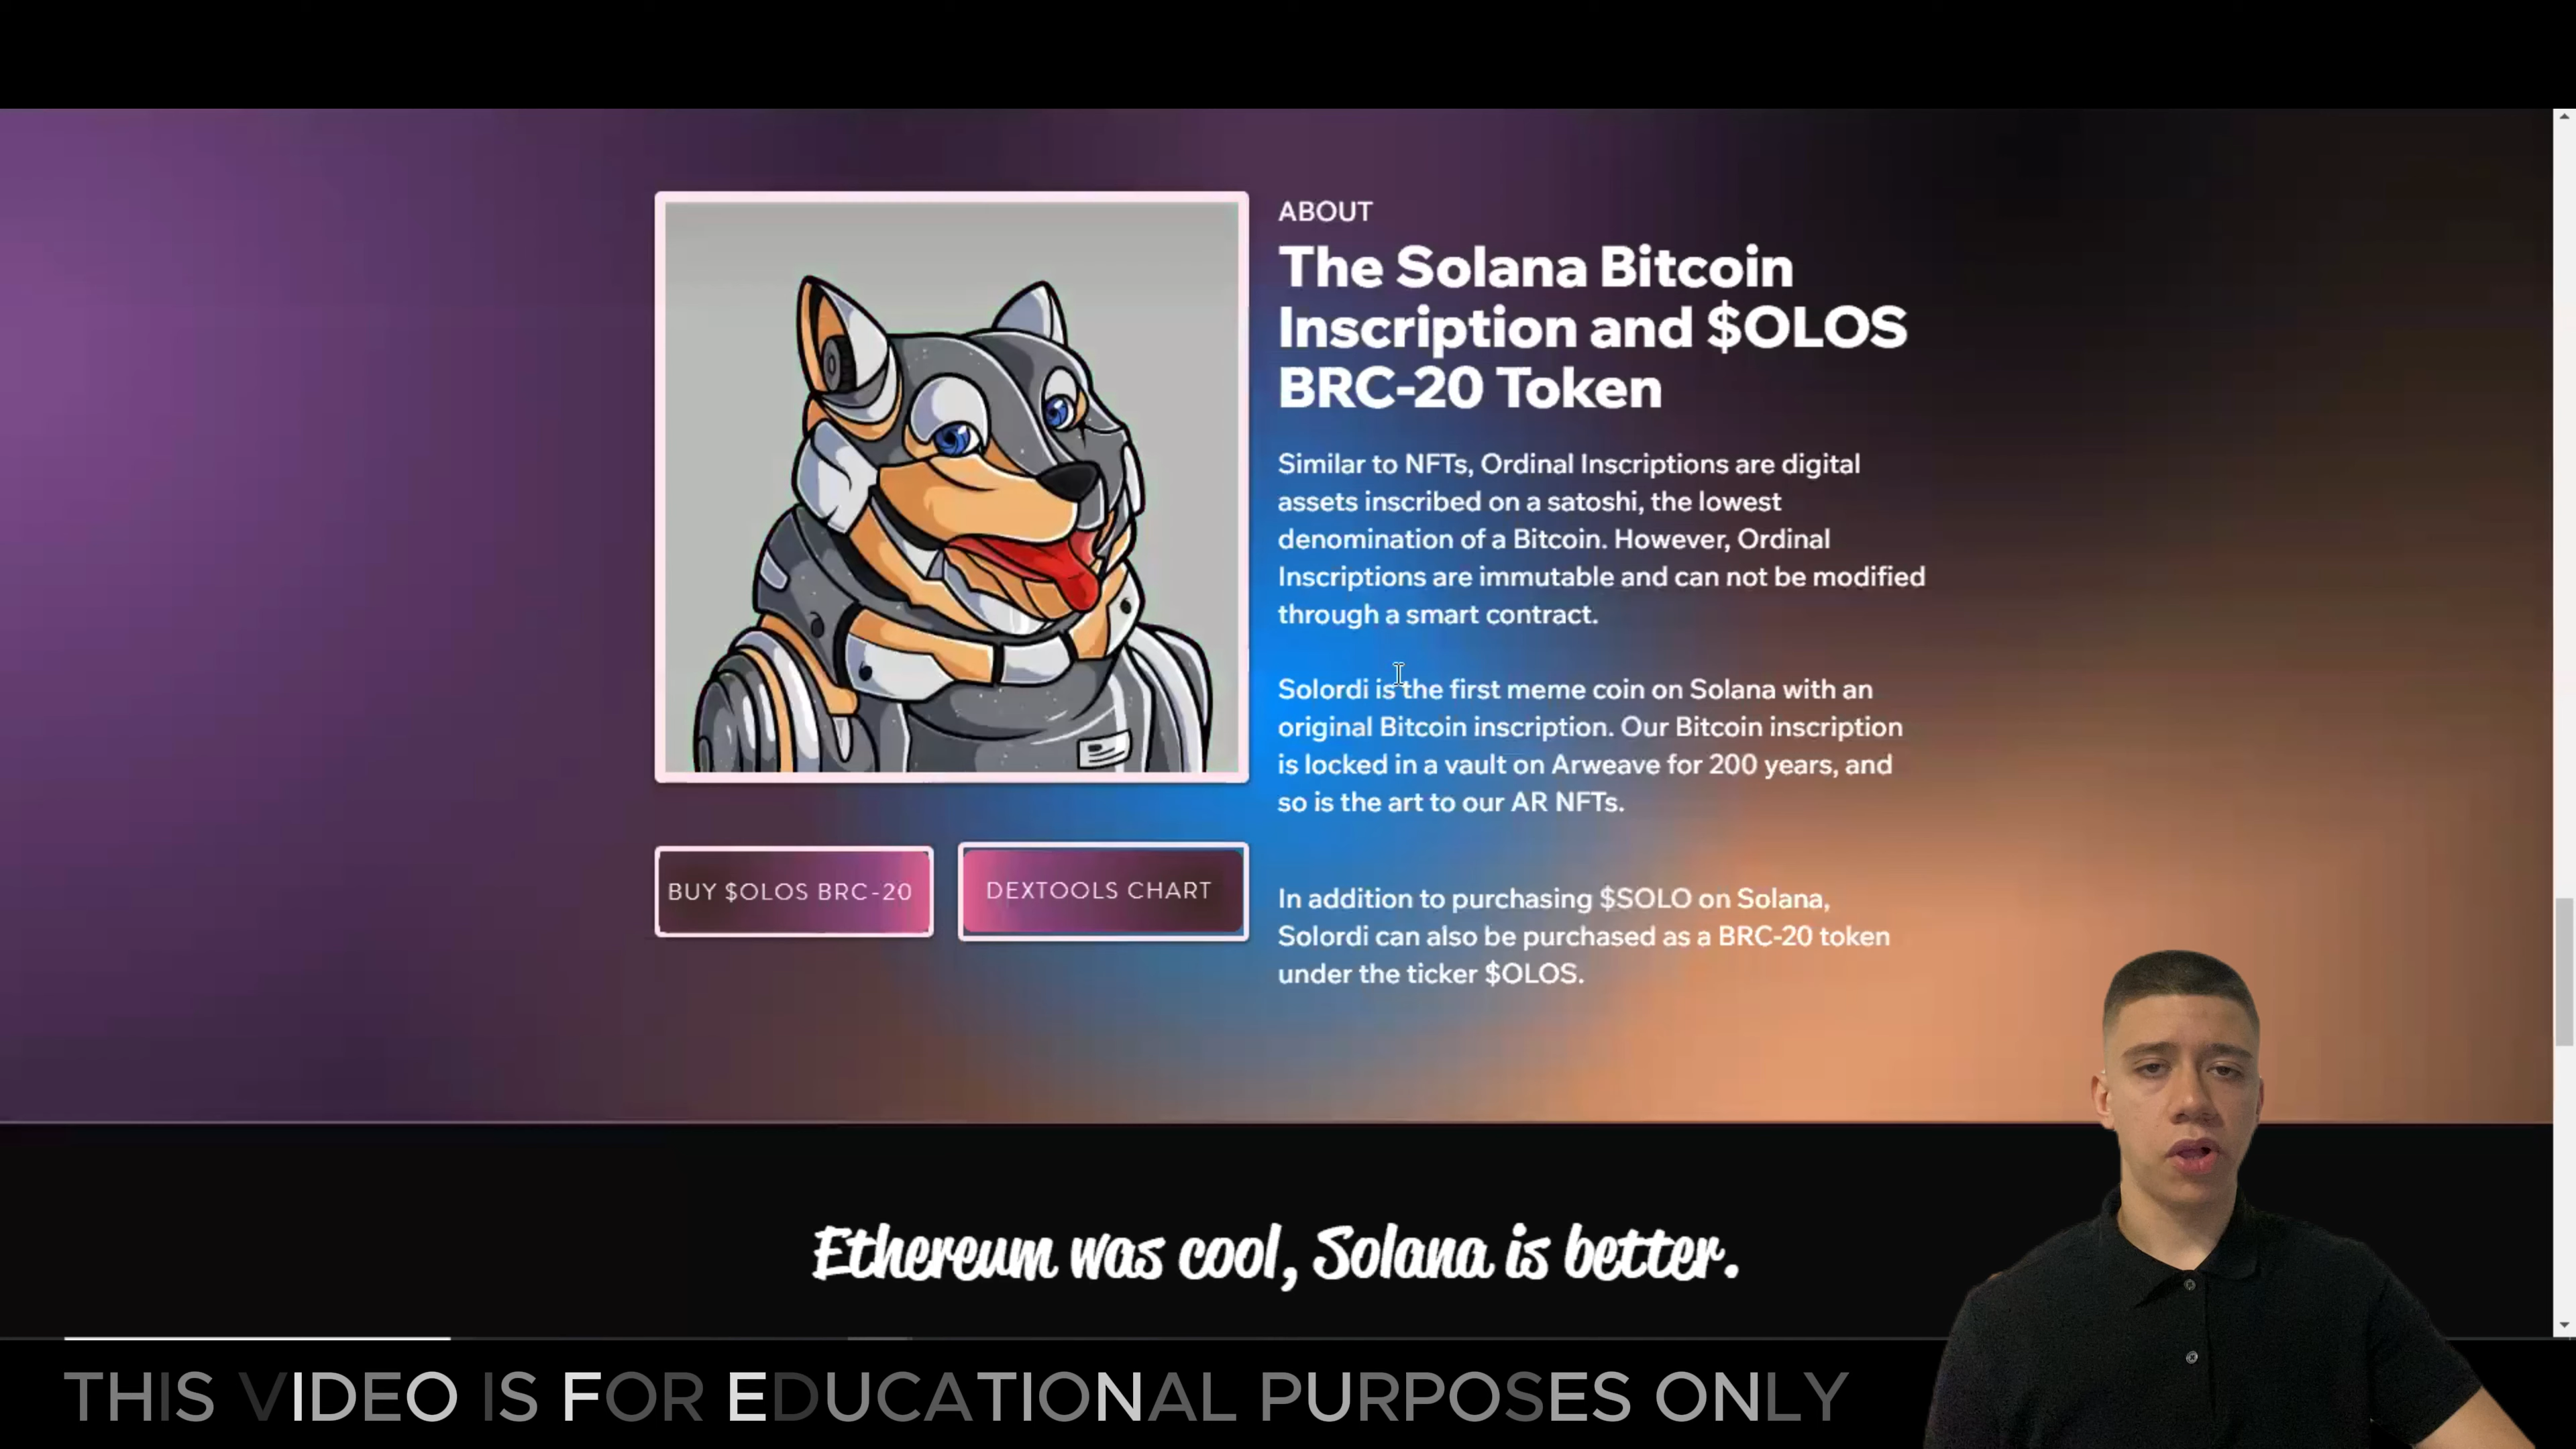 ABOUT
The Solana Bitcoin
Inscription and $OLOS
BRC-20 Token
Similar to NFTs, Ordinal Inscriptions are digital
assets inscribed on a satoshi, the lowest
denomination of a Bitcoin. However, Ordinal
Inscriptions are immutable and can not be modified
through a smart contract.
Solordi is the first meme coin on Solana with an
original Bitcoin inscription. Our Bitcoin inscription
is locked in a vault on Arweave for 200 years, and
so is the art to our AR NFTs.
BUY $OLOS BRC-20
DEXTOOLS CHART
In addition to purchasing $SOLO on Solana,
Solordi can also be purchased as a BRC-20 token
under the ticker $OLOS.
Ethereum was cool, Solana is better.
THIS VIDEO IS FOR EDUCATIONAL PURPOSES ONLY